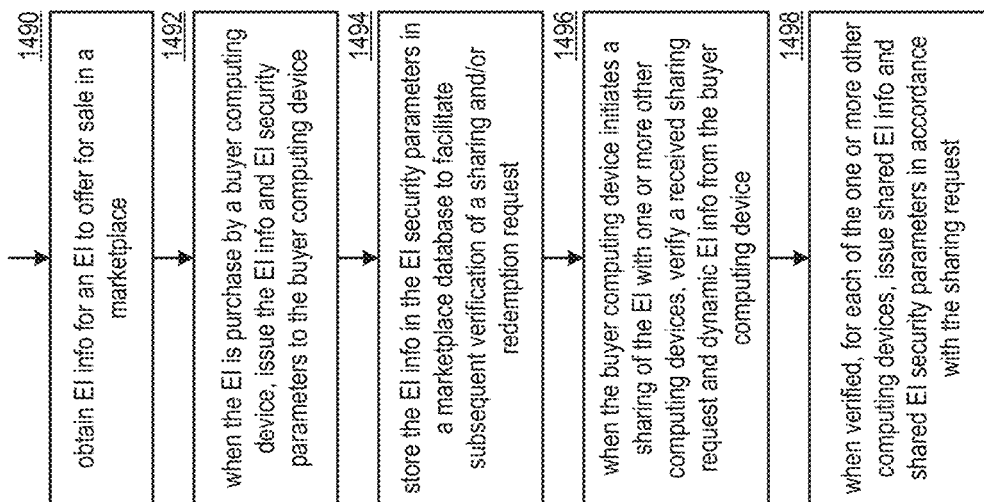 1490
obtain EI info for an EI to offer for sale in a
marketplace
1492
when the EI is purchase by a buyer computing
device, issue the EI info and EI security
parameters to the buyer computing device
1494
store the EI info in the EI security parameters in
a marketplace database to facilitate
subsequent verification of a sharing and/or
redemption request
1496
when the buyer computing device initiates a
sharing of the EI with one or more other
computing devices, verify a received sharing
request and dynamic EI info from the buyer
computing device
1498
when verified, for each of the one or more other
computing devices, issue shared EI info and
shared EI security parameters in accordance
with the sharing request